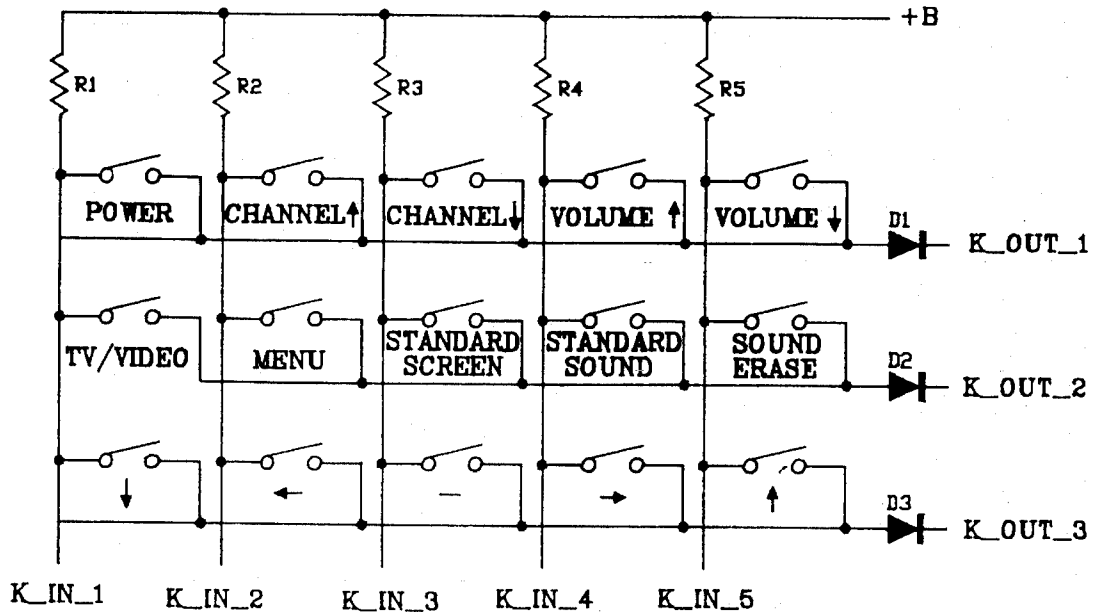 +B
R1 R2 R3 R4 R5
POWER CHANNEL↑ CHANNEL↓ VOLUME ↑ VOLUME ↓ D1
K_OUT_1
TV/VIDEO MENU STANDARD SCREEN STANDARD SOUND SOUND ERASE D2
K_OUT_2
↓ ← — → ↑ D3
K_OUT_3
K_IN_1 K_IN_2 K_IN_3 K_IN_4 K_IN_5